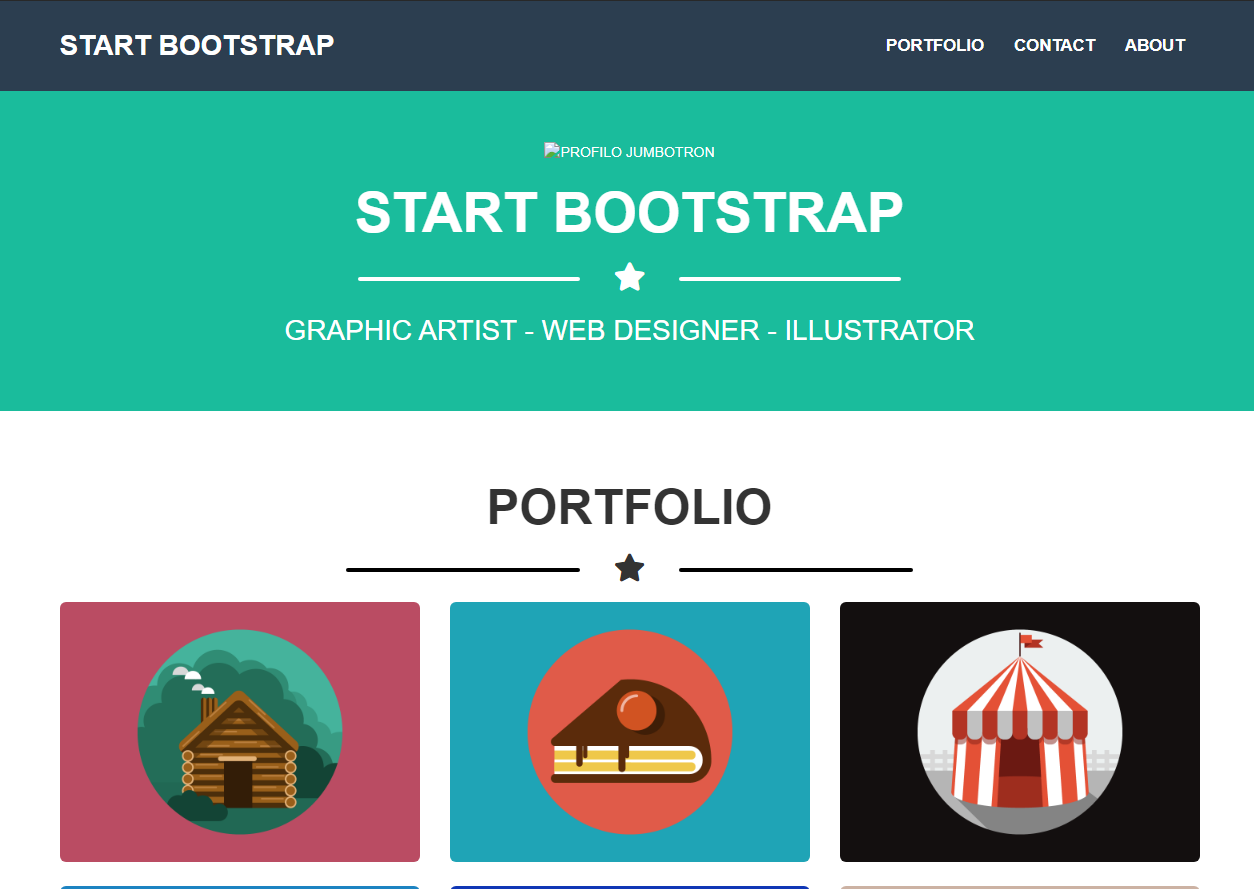 START BOOTSTRAP
PORTFOLIO CONTACT ABOUT
PROFILO JUMBOTRON
START BOOTSTRAP
GRAPHIC ARTIST - WEB DESIGNER - ILLUSTRATOR
PORTFOLIO